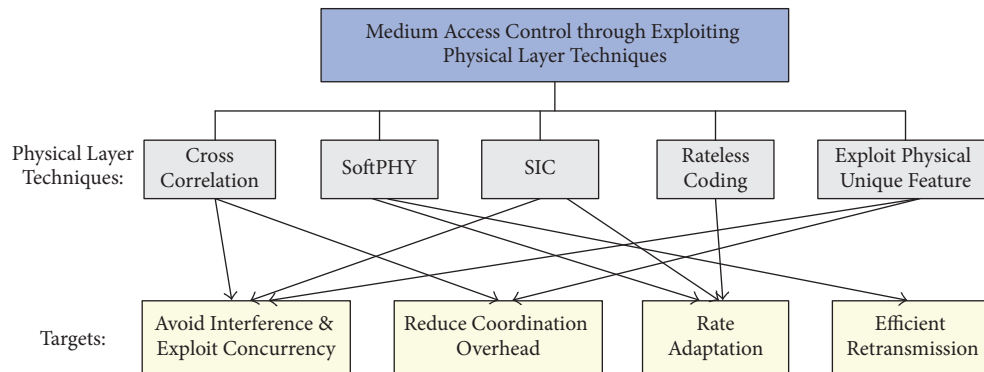 Medium Access Control through Exploiting
Physical Layer Techniques
Physical Layer
Techniques:
Cross
Correlation
SoftPHY
SIC
Rateless
Coding
Exploit Physical
Unique Feature
Targets:
Avoid Interference &
Exploit Concurrency
Reduce Coordination
Overhead
Rate
Adaptation
Efficient
Retransmission